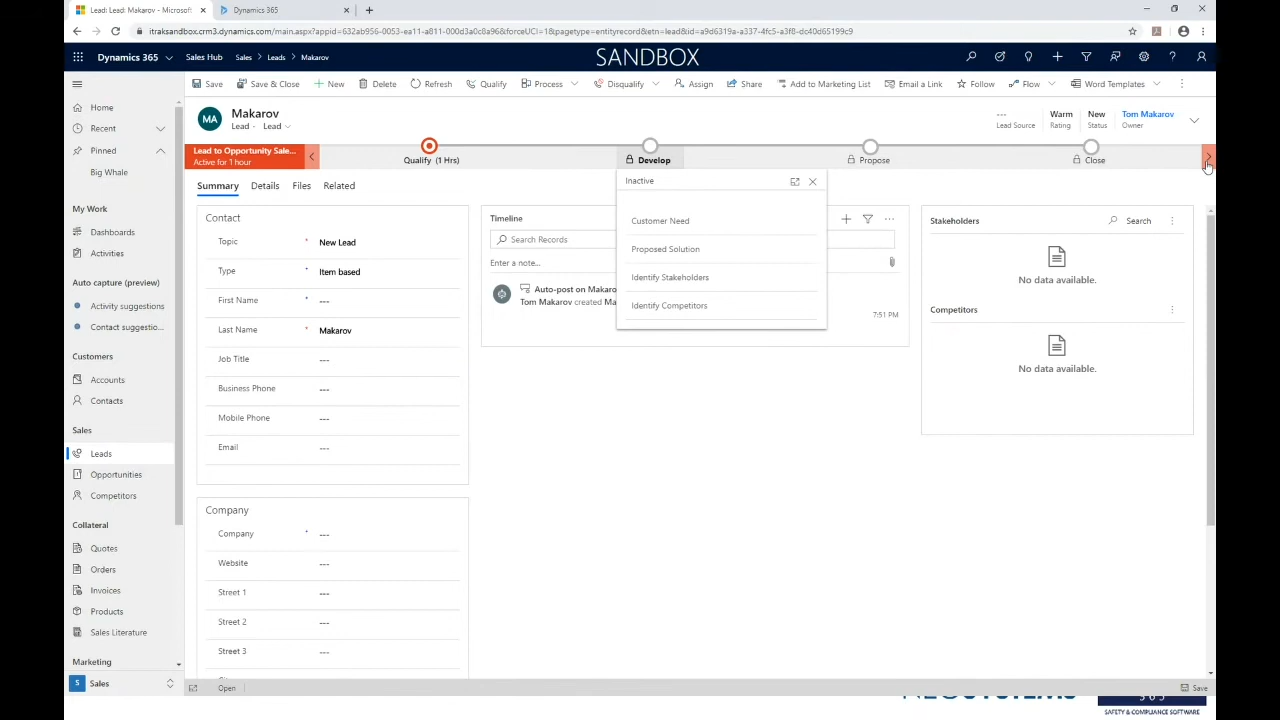 Lead: Lead: Makarov - Microsoft
Dynamics 365
itraksandbox.crm3.dynamics.com/main.aspx?appid=632ab956-0053-ea11-a811-000d3a0c8a96&forceUCI=1&pagetype=entityrecord&etn=lead&id=a9d6319a-a337-4fc5-a3f8-dc40d65199c9
Dynamics 365
Sales Hub
Sales > Leads > Makarov
SANDBOX
Save
Save & Close
New
Delete
Refresh
Qualify
Process
Disqualify
Assign
Share
Add to Marketing List
Email a Link
Follow
Flow
Word Templates
Home
Recent
Pinned
Big Whale
My Work
Dashboards
Activities
Auto capture (preview)
Activity suggestions
Contact suggestio...
Customers
Accounts
Contacts
Sales
Leads
Opportunities
Competitors
Collateral
Quotes
Orders
Invoices
Products
Sales Literature
Marketing
S Sales
MA
Makarov
Lead · Lead
---
Lead Source
Warm
Rating
New
Status
Tom Makarov
Owner
Lead to Opportunity Sale...
Active for 1 hour
Qualify (1 Hrs)
Develop
Propose
Close
Summary
Details
Files
Related
Contact
Topic * New Lead
Type * Item based
First Name * ---
Last Name * Makarov
Job Title ---
Business Phone ---
Mobile Phone ---
Email ---
Company
Company * ---
Website ---
Street 1 ---
Street 2 ---
Street 3 ---
Timeline
Search Records
Enter a note...
Auto-post on Makaro
Tom Makarov created Ma
7:51 PM
Inactive
Customer Need
Proposed Solution
Identify Stakeholders
Identify Competitors
Stakeholders
Search
No data available.
Competitors
No data available.
Open
Save
365
SAFETY & COMPLIANCE SOFTWARE